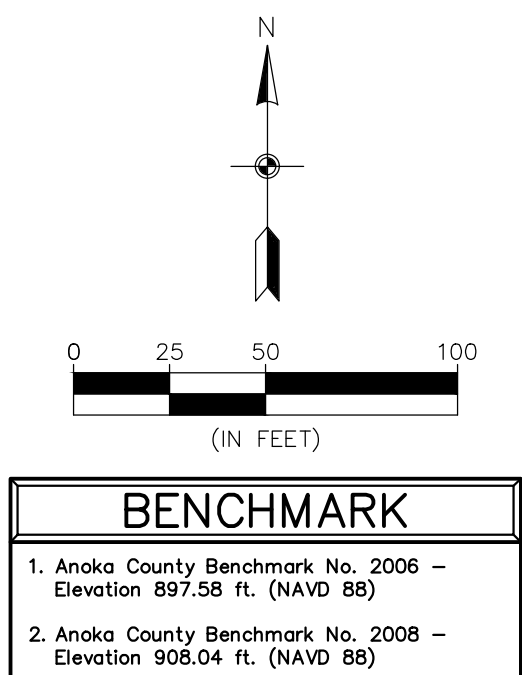 N
0 25 50 100
(IN FEET)
BENCHMARK
1. Anoka County Benchmark No. 2006 –
Elevation 897.58 ft. (NAVD 88)
2. Anoka County Benchmark No. 2008 –
Elevation 908.04 ft. (NAVD 88)